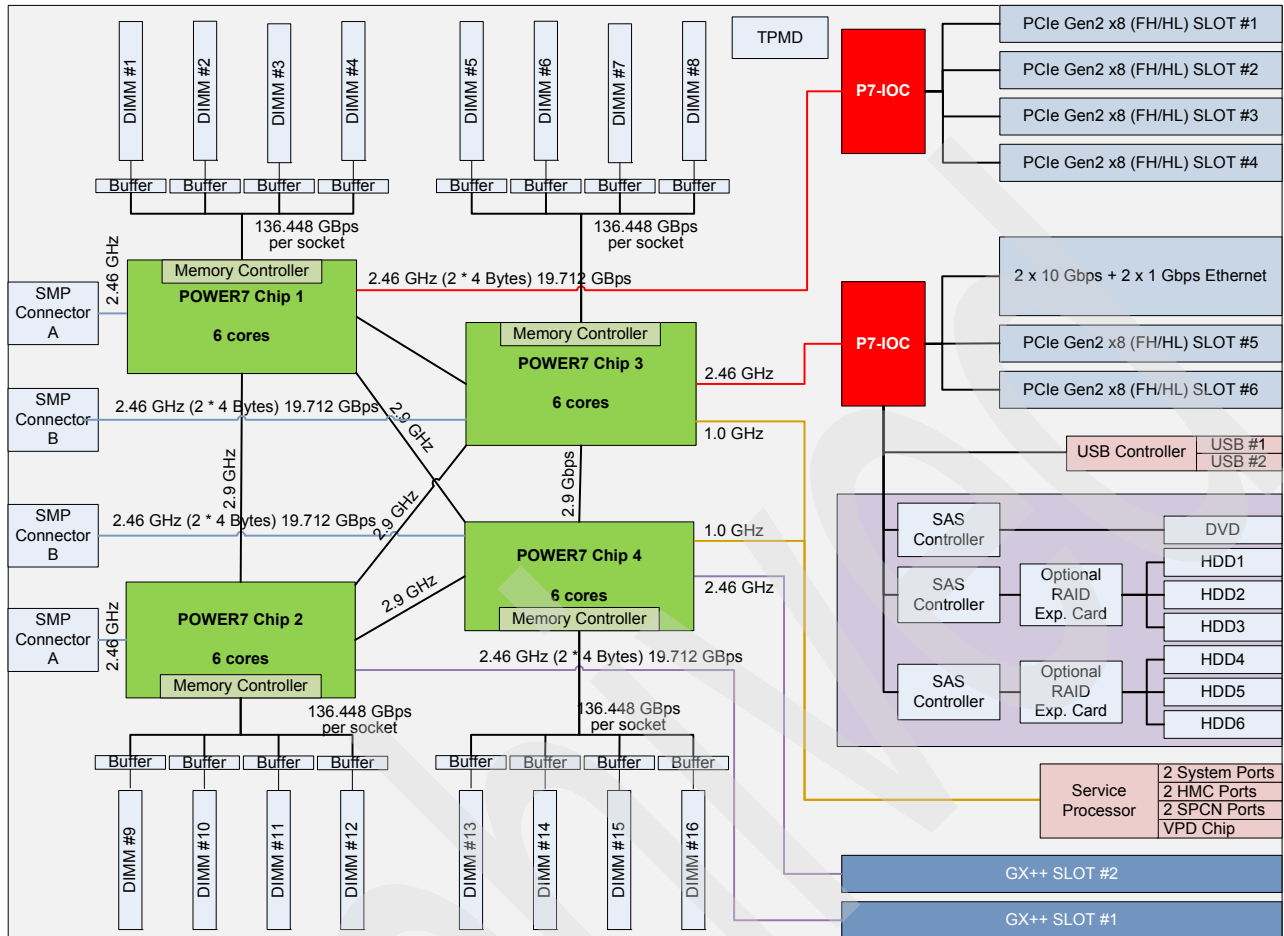 DIMM #1
DIMM #2
DIMM #3
DIMM #4
DIMM #5
DIMM #6
DIMM #7
DIMM #8
TPMD
P7-IOC
PCIe Gen2 x8 (FH/HL) SLOT #1
PCIe Gen2 x8 (FH/HL) SLOT #2
PCIe Gen2 x8 (FH/HL) SLOT #3
PCIe Gen2 x8 (FH/HL) SLOT #4
Buffer
Buffer
Buffer
Buffer
Buffer
Buffer
Buffer
Buffer
136.448 GBps
per socket
136.448 GBps
per socket
2.46 GHz
SMP
Connector
A
Memory Controller
POWER7 Chip 1
6 cores
2.46 GHz (2 * 4 Bytes) 19.712 GBps
Memory Controller
POWER7 Chip 3
6 cores
2.46 GHz
1.0 GHz
P7-IOC
2 x 10 Gbps + 2 x 1 Gbps Ethernet
PCIe Gen2 x8 (FH/HL) SLOT #5
PCIe Gen2 x8 (FH/HL) SLOT #6
SMP
Connector
B
2.46 GHz (2 * 4 Bytes) 19.712 GBps
2.9 GHz
2.9 GHz
2.9 GHz
2.9 Gbps
USB Controller
USB #1
USB #2
SMP
Connector
B
2.46 GHz (2 * 4 Bytes) 19.712 GBps
POWER7 Chip 4
6 cores
Memory Controller
1.0 GHz
2.46 GHz
SAS
Controller
DVD
SAS
Controller
Optional
RAID
Exp. Card
HDD1
HDD2
HDD3
SMP
Connector
A
2.46 GHz
POWER7 Chip 2
6 cores
Memory Controller
2.9 GHz
2.46 GHz (2 * 4 Bytes) 19.712 GBps
SAS
Controller
Optional
RAID
Exp. Card
HDD4
HDD5
HDD6
136.448 GBps
per socket
136.448 GBps
per socket
Buffer
Buffer
Buffer
Buffer
Buffer
Buffer
Buffer
Buffer
DIMM #9
DIMM #10
DIMM #11
DIMM #12
DIMM #13
DIMM #14
DIMM #15
DIMM #16
Service
Processor
2 System Ports
2 HMC Ports
2 SPCN Ports
VPD Chip
GX++ SLOT #2
GX++ SLOT #1